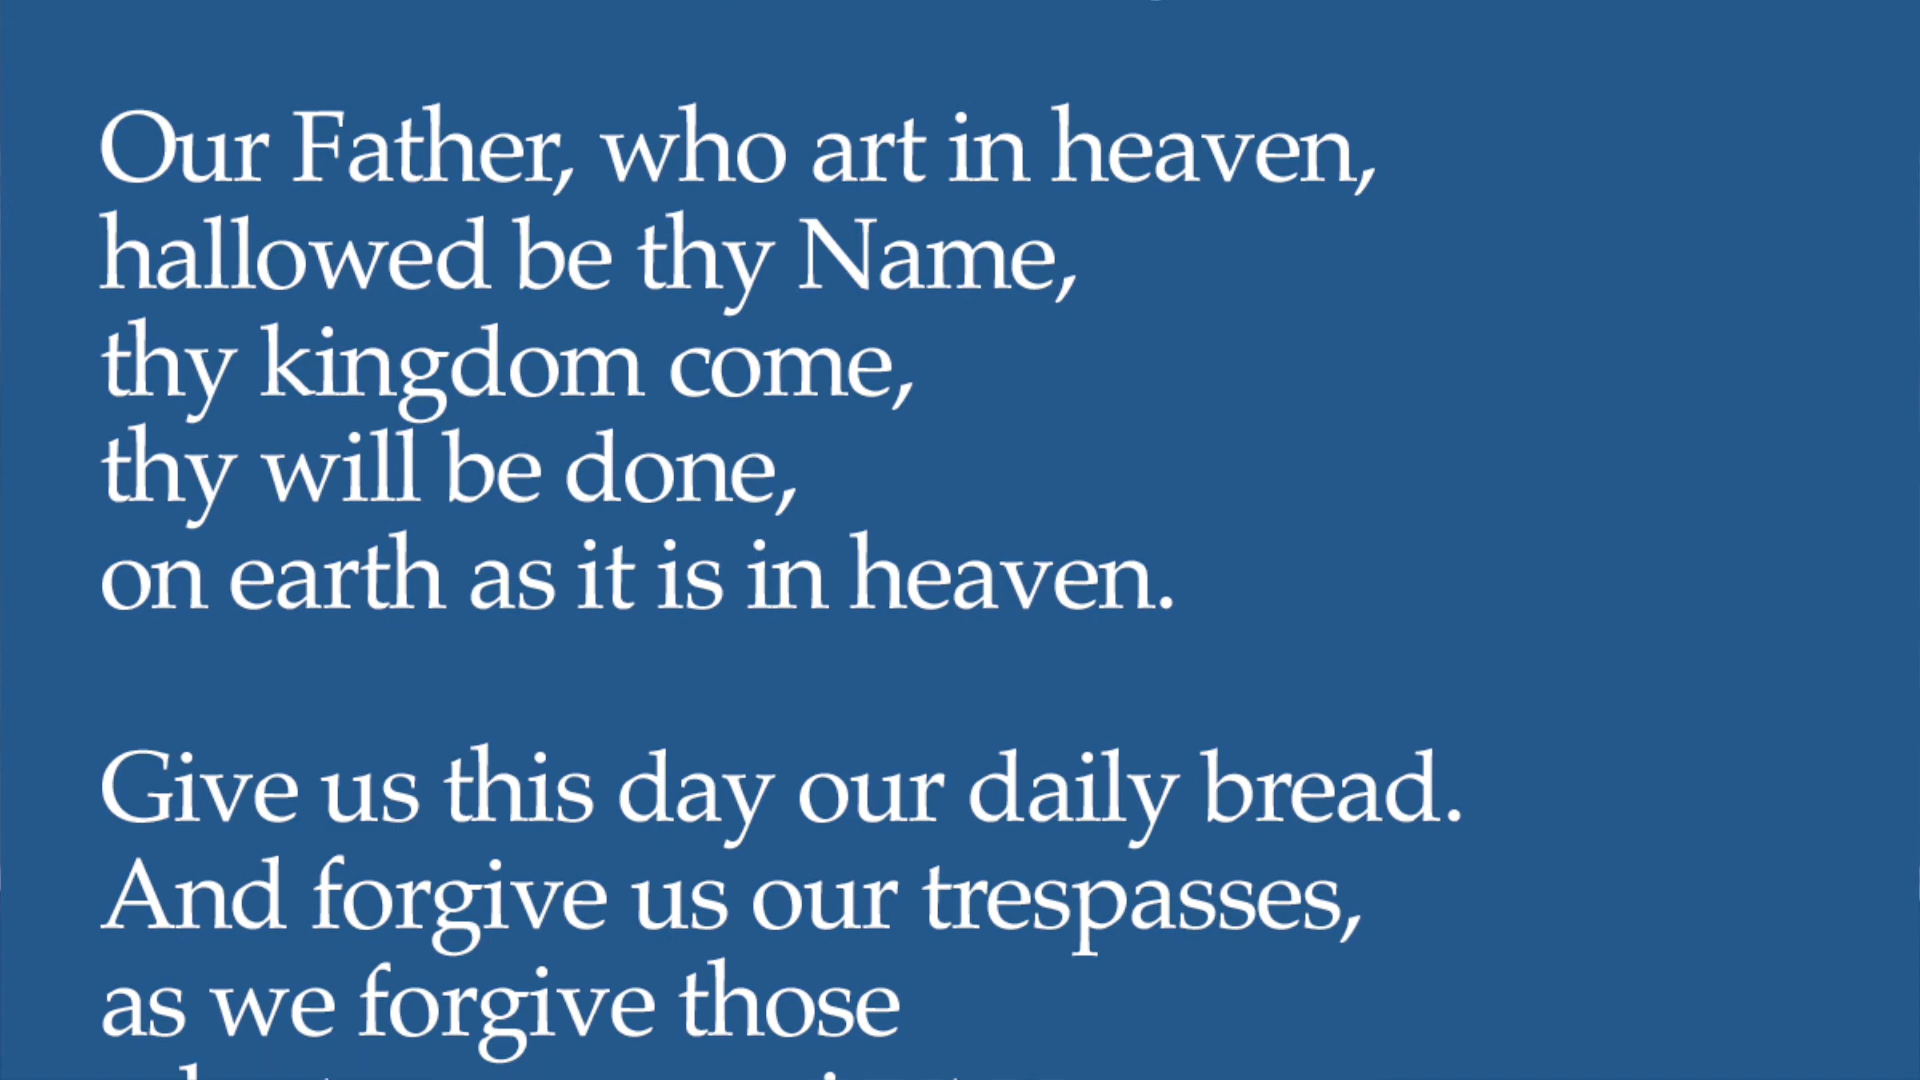 Our Father, who art in heaven,
hallowed be thy Name,
thy kingdom come,
thy will be done,
on earth as it is in heaven.
Give us this day our daily bread.
And forgive us our trespasses,
as we forgive those